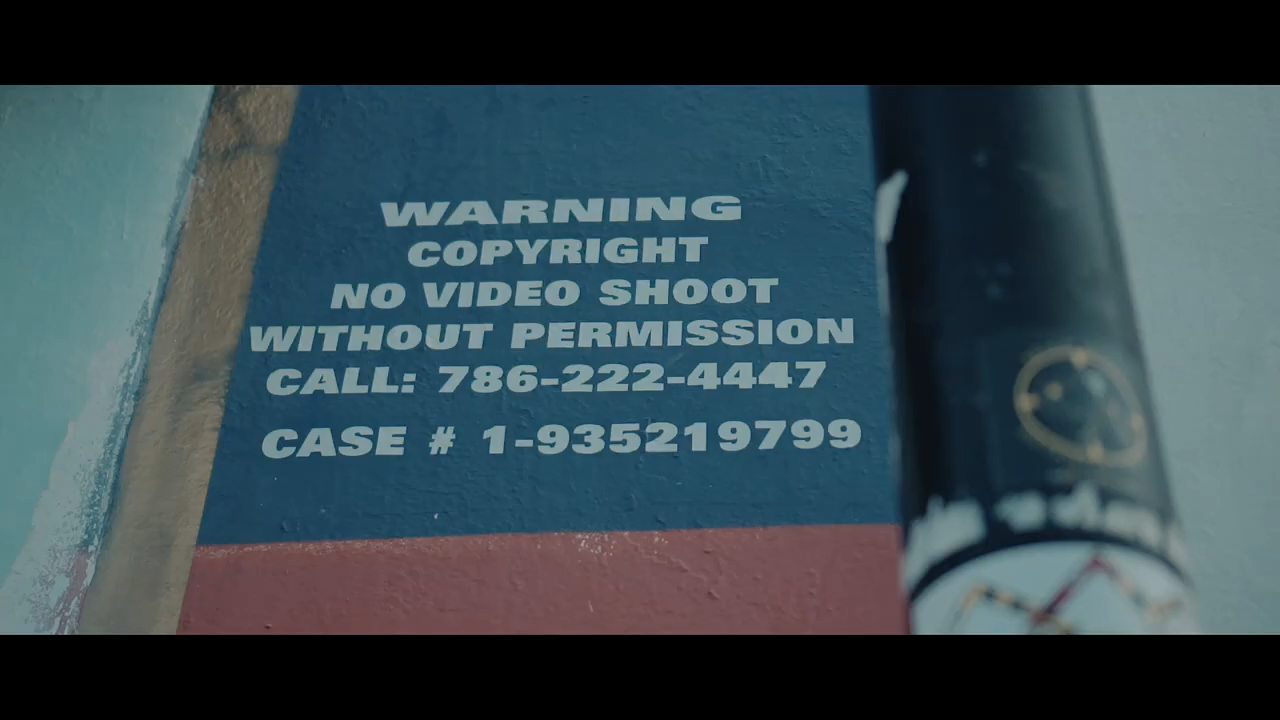 WARNING
COPYRIGHT
NO VIDEO SHOOT
WITHOUT PERMISSION
CALL: 786-222-4447
CASE # 1-935219799